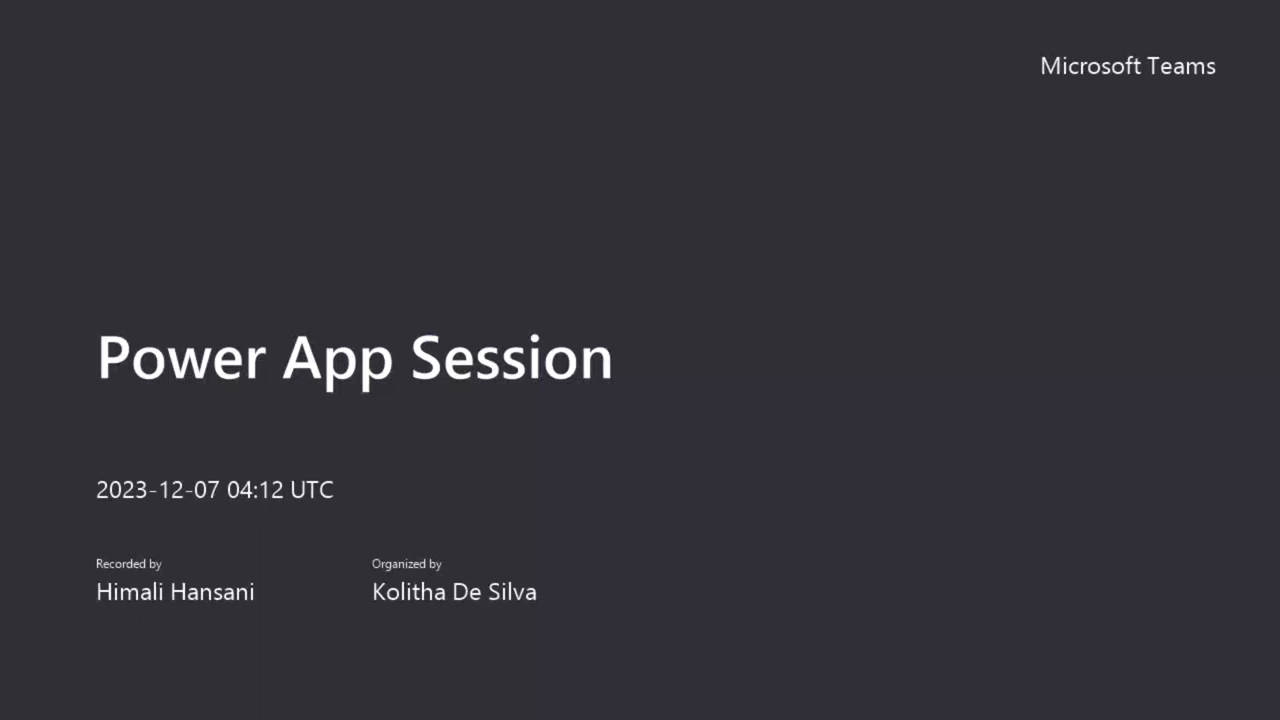 Microsoft Teams
Power App Session
2023-12-07 04:12 UTC
Recorded by
Himali Hansani
Organized by
Kolitha De Silva